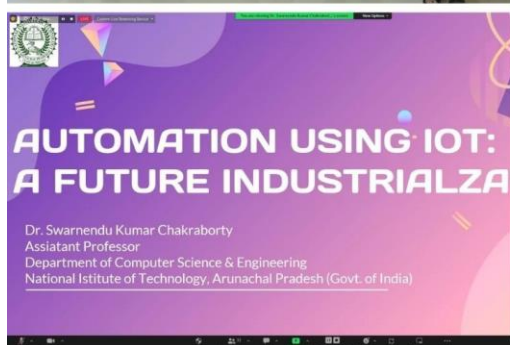 AUTOMATION USING IOT:
A FUTURE INDUSTRIALZA
Dr. Swarnendu Kumar Chakraborty
Assiatant Professor
Department of Computer Science & Engineering
National Istitute of Technology, Arunachal Pradesh (Govt. of India)